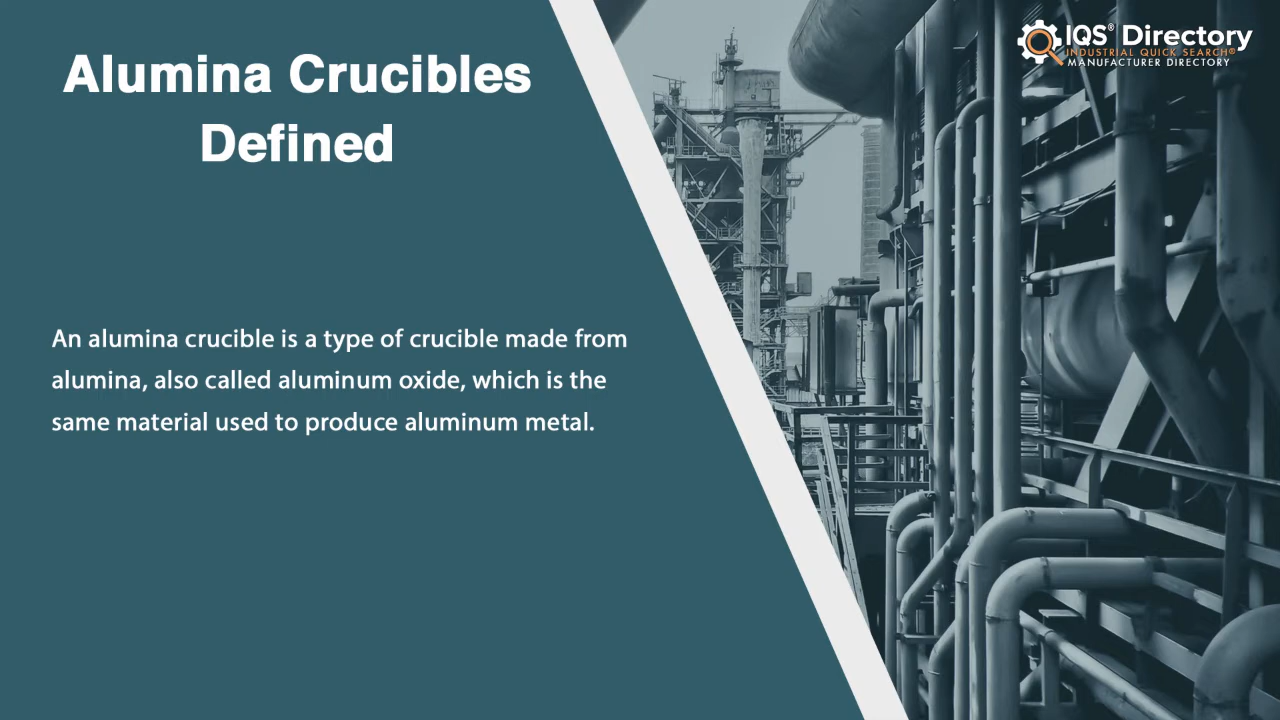 Alumina Crucibles
Defined
IQS® Directory
INDUSTRIAL QUICK SEARCH®
MANUFACTURER DIRECTORY
An alumina crucible is a type of crucible made from
alumina, also called aluminum oxide, which is the
same material used to produce aluminum metal.